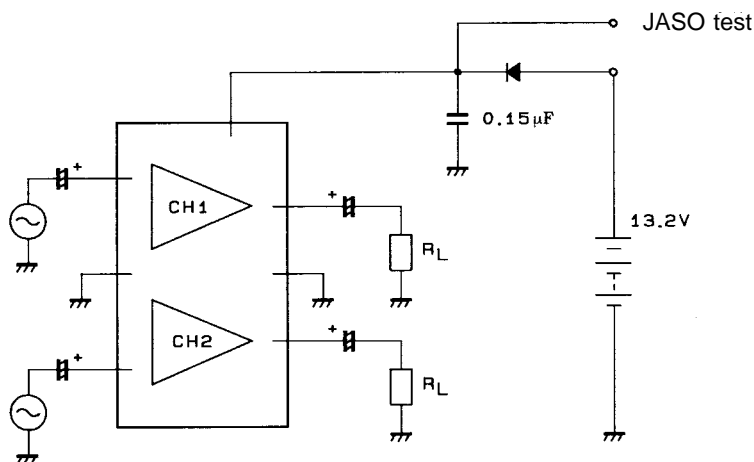 JASO test
0.15μF
+
CH1
+
RL
13.2V
+
CH2
+
RL